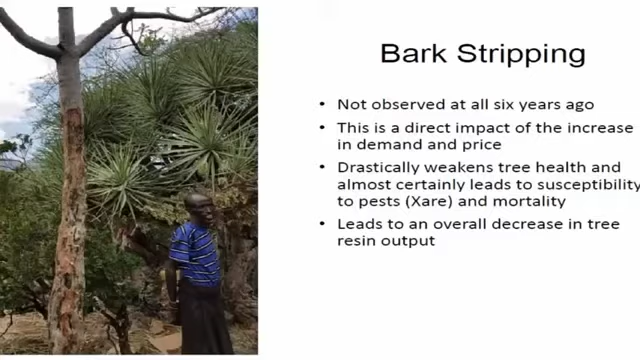 Bark Stripping
• Not observed at all six years ago
• This is a direct impact of the increase
in demand and price
• Drastically weakens tree health and
almost certainly leads to susceptibility
to pests (Xare) and mortality
• Leads to an overall decrease in tree
resin output